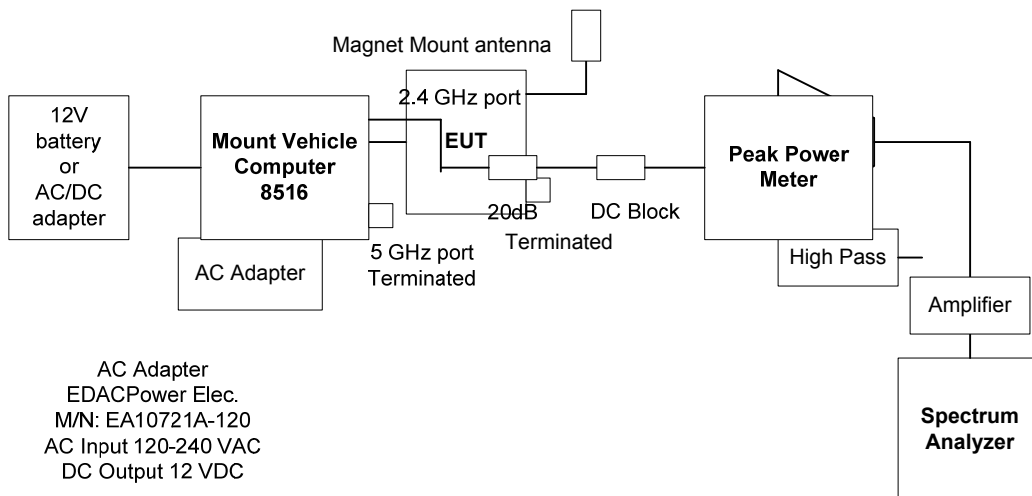 Magnet Mount antenna
2.4 GHz port
12V
battery
or
AC/DC
adapter
Mount Vehicle
Computer
8516
EUT
Peak Power
Meter
20dB
DC Block
Terminated
5 GHz port
Terminated
AC Adapter
High Pass
Amplifier
AC Adapter
EDACPower Elec.
M/N: EA10721A-120
AC Input 120-240 VAC
DC Output 12 VDC
Spectrum
Analyzer